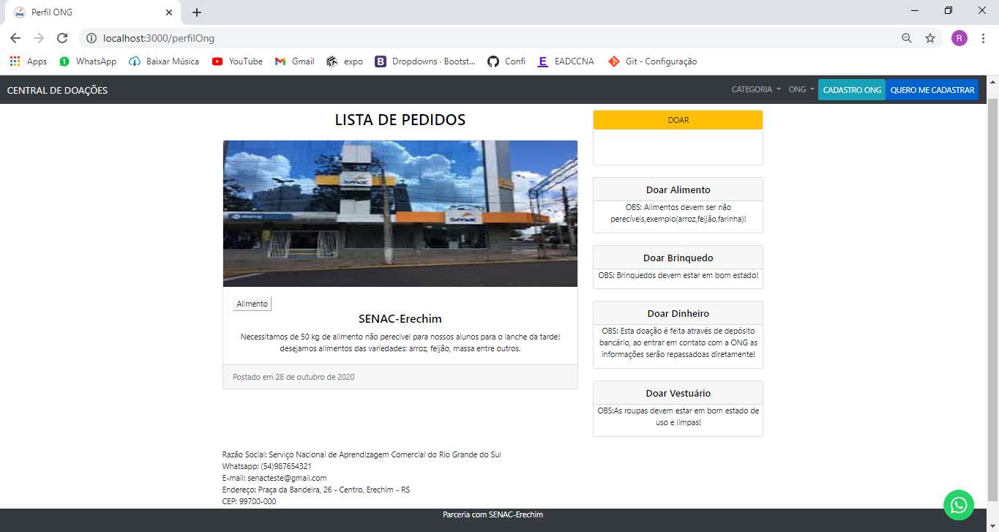 Perfil ONG
localhost:3000/perfilOng
R
Apps
WhatsApp
Baixar Música
YouTube
Gmail
expo
Dropdowns · Bootst...
Confi
EADCCNA
Git - Configuração
CENTRAL DE DOAÇÕES
CATEGORIA
ONG
CADASTRO ONG
QUERO ME CADASTRAR
LISTA DE PEDIDOS
senac
Senac
Alimento
SENAC-Erechim
Necessitamos de 50 kg de alimento não perecivel para nossos alunos para o lanche da tarde!
desejamos alimentos das variedades: arroz, feijão, massa entre outros.
Postado em 28 de outubro de 2020
DOAR
Doar Alimento
OBS: Alimentos devem ser não
perecíveis,exemplo(arroz,feijão,farinha)!
Doar Brinquedo
OBS: Brinquedos devem estar em bom estado!
Doar Dinheiro
OBS: Esta doação é feita através de depósito
bancário, ao entrar em contato com a ONG as
informações serão repassadoas diretamente!
Doar Vestuário
OBS:As roupas devem estar em bom estado de
uso e limpas!
Razão Social: Serviço Nacional de Aprendizagem Comercial do Rio Grande do Sul
Whatsapp: (54)987654321
E-mail: senacteste@gmail.com
Endereço: Praça da Bandeira, 26 - Centro, Erechim - RS
CEP: 99700-000
Parceria com SENAC-Erechim